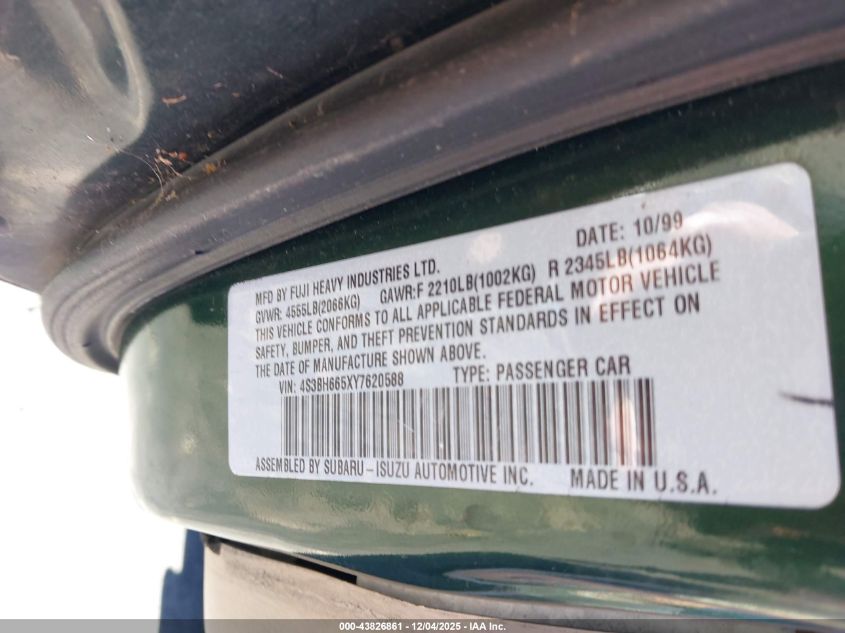 MFD BY FUJI HEAVY INDUSTRIES LTD. DATE: 10/99
GVWR: 4555LB(2066KG) GAWR:F 2210LB(1002KG) R 2345LB(1064KG)
THIS VEHICLE CONFORMS TO ALL APPLICABLE FEDERAL MOTOR VEHICLE
SAFETY, BUMPER, AND THEFT PREVENTION STANDARDS IN EFFECT ON
THE DATE OF MANUFACTURE SHOWN ABOVE.
VIN: 4S3BH665XY7620588 TYPE: PASSENGER CAR
ASSEMBLED BY SUBARU-ISUZU AUTOMOTIVE INC. MADE IN U.S.A.
000-43826861 - 12/04/2025 - IAA Inc.